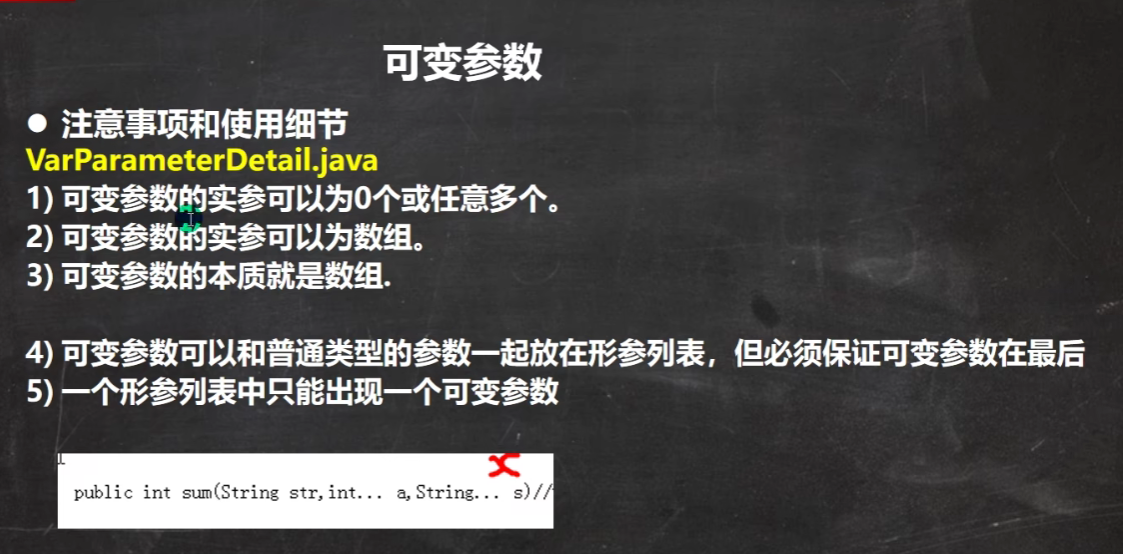 可变参数
● 注意事项和使用细节
VarParameterDetail.java
1) 可变参数的实参可以为0个或任意多个。
2) 可变参数的实参可以为数组。
3) 可变参数的本质就是数组.
4) 可变参数可以和普通类型的参数一起放在形参列表，但必须保证可变参数在最后
5) 一个形参列表中只能出现一个可变参数
public int sum(String str,int... a,String... s)//